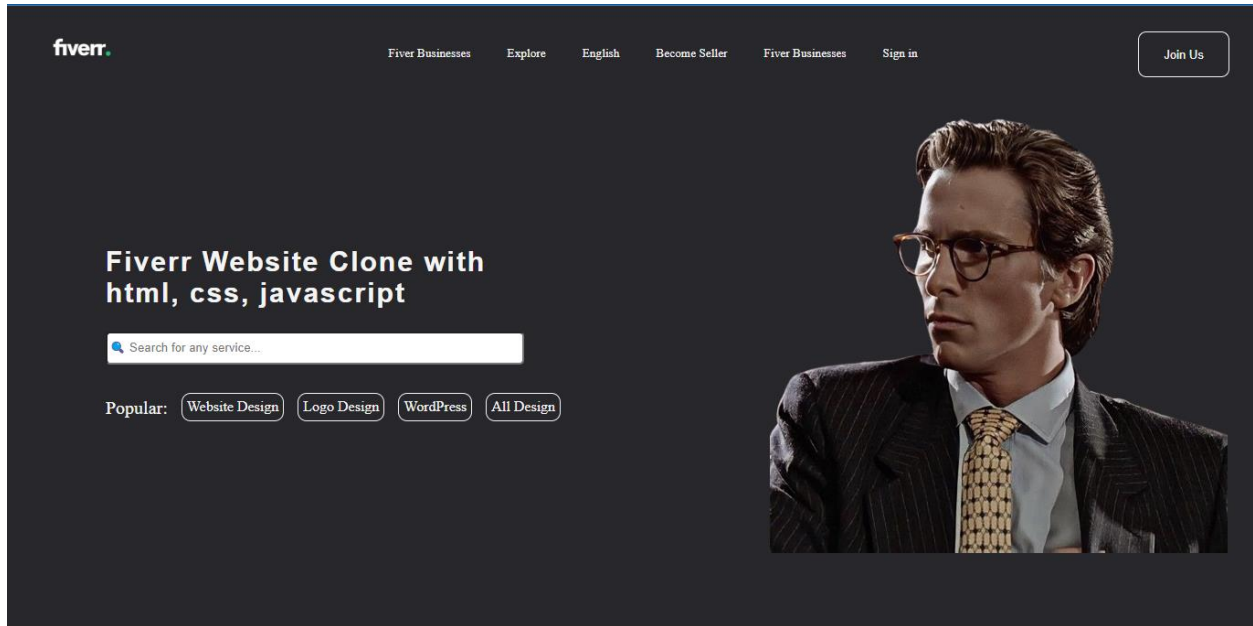 fiverr.
Fiver Businesses Explore English Become Seller Fiver Businesses Sign in
Join Us
Fiverr Website Clone with
html, css, javascript
Search for any service...
Popular: Website Design Logo Design WordPress All Design